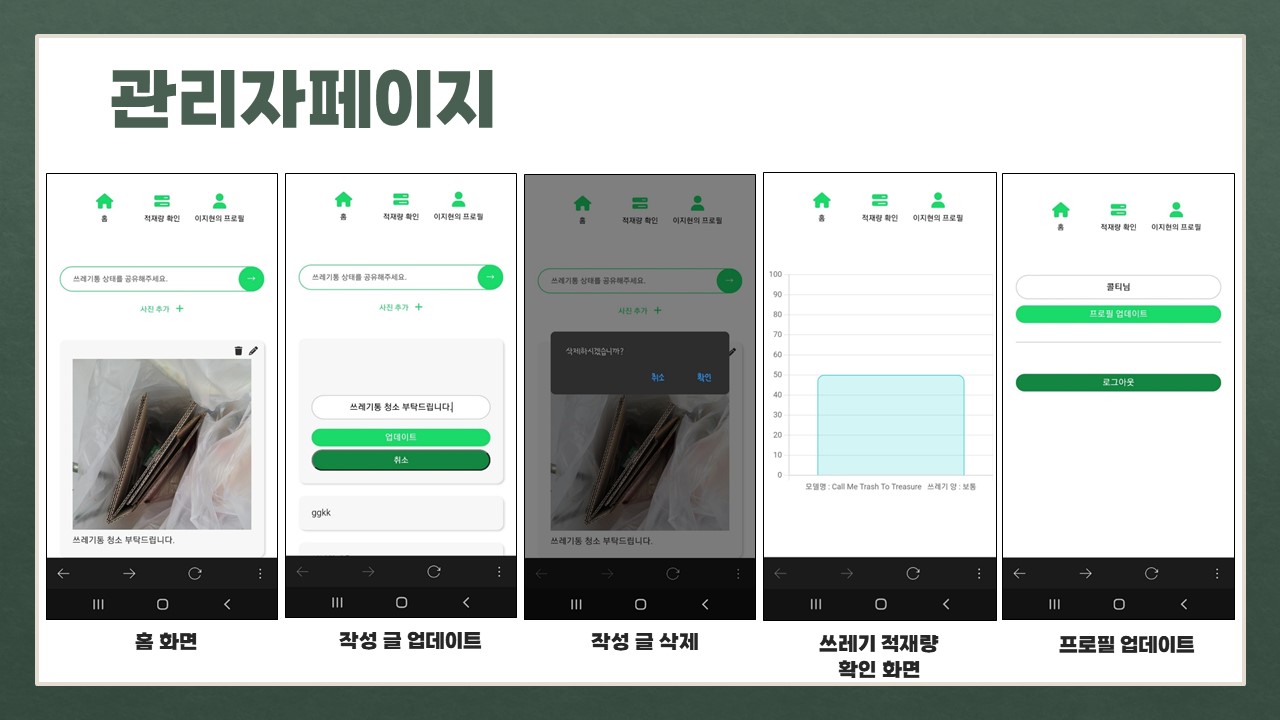 관리자페이지
홈
적재량 확인
이지현의 프로필
쓰레기통 상태를 공유해주세요.
사진 추가 +
쓰레기통 청소 부탁드립니다.
홈 화면
홈
적재량 확인
이지현의 프로필
쓰레기통 상태를 공유해주세요.
사진 추가 +
쓰레기통 청소 부탁드립니다.
업데이트
취소
ggkk
작성 글 업데이트
홈
적재량 확인
이지현의 프로필
쓰레기통 상태를 공유해주세요.
사진 추가 +
삭제하시겠습니까?
취소
확인
쓰레기통 청소 부탁드립니다.
작성 글 삭제
홈
적재량 확인
이지현의 프로필
100
90
80
70
60
50
40
30
20
10
0
모델명 : Call Me Trash To Treasure 쓰레기 양 : 보통
쓰레기 적재량
확인 화면
홈
적재량 확인
이지현의 프로필
콜티님
프로필 업데이트
로그아웃
프로필 업데이트